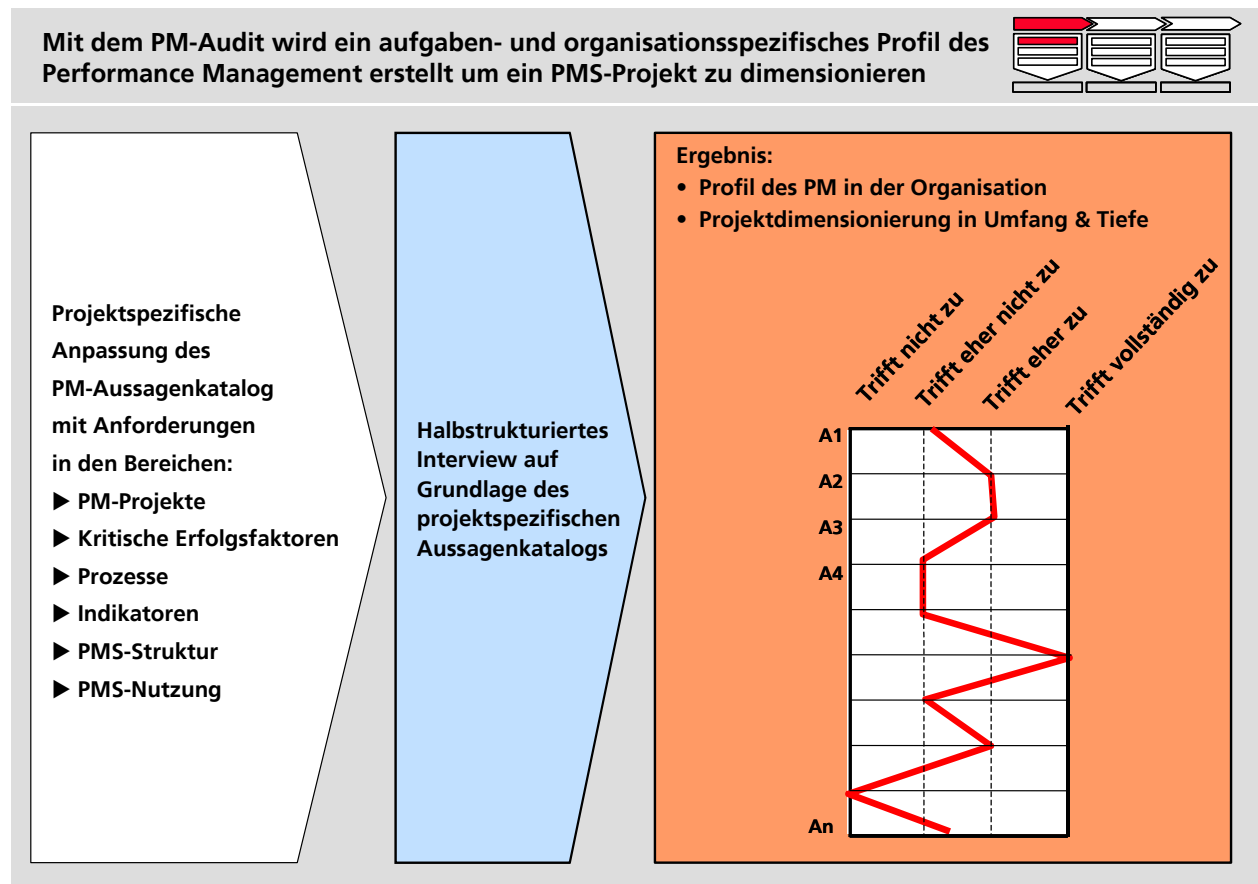 Mit dem PM-Audit wird ein aufgaben- und organisationsspezifisches Profil des
Performance Management erstellt um ein PMS-Projekt zu dimensionieren
Projektspezifische
Anpassung des
PM-Aussagenkatalog
mit Anforderungen
in den Bereichen:
▶ PM-Projekte
▶ Kritische Erfolgsfaktoren
▶ Prozesse
▶ Indikatoren
▶ PMS-Struktur
▶ PMS-Nutzung
Halbstrukturiertes
Interview auf
Grundlage des
projektspezifischen
Aussagenkatalogs
Ergebnis:
• Profil des PM in der Organisation
• Projektdimensionierung in Umfang & Tiefe
Trifft nicht zu
Trifft eher nicht zu
Trifft eher zu
Trifft vollständig zu
A1
A2
A3
A4
An